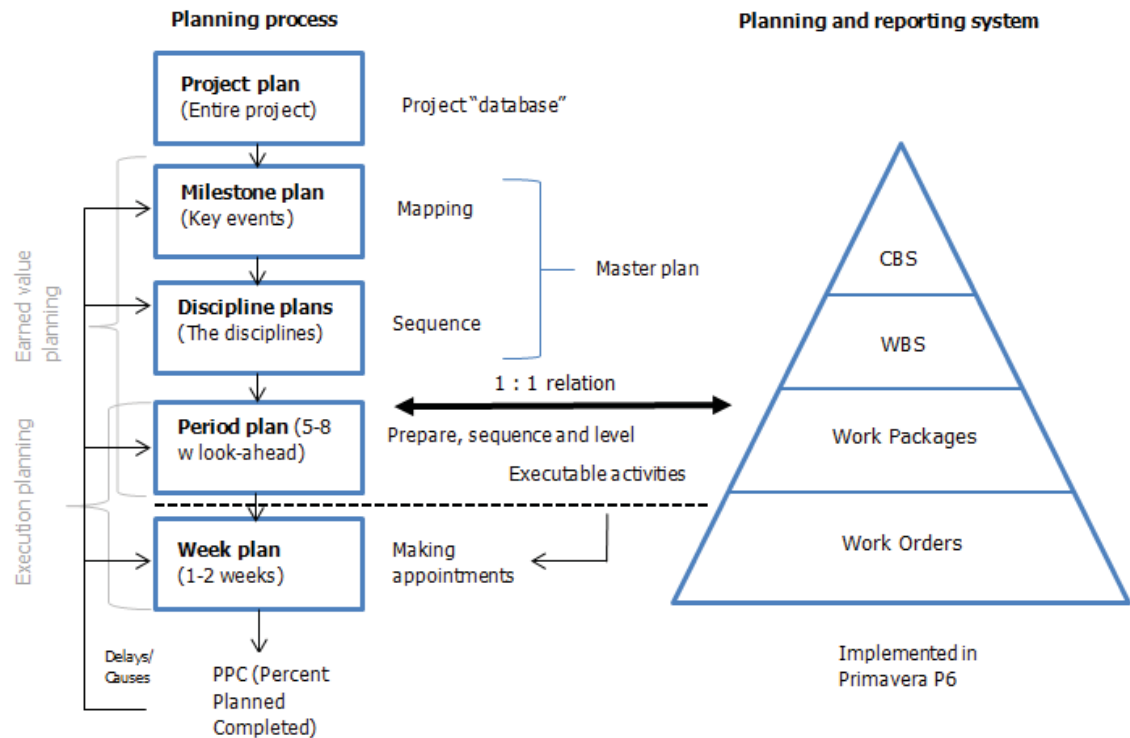 Planning process
Planning and reporting system
Project plan
(Entire project)
Project “database”
Milestone plan
(Key events)
Mapping
Master plan
Discipline plans
(The disciplines)
Sequence
Earned value
planning
1 : 1 relation
Period plan (5-8
w look-ahead)
Prepare, sequence and level
Executable activities
Execution planning
Week plan
(1-2 weeks)
Making
appointments
Delays/
Causes
PPC (Percent
Planned
Completed)
CBS
WBS
Work Packages
Work Orders
Implemented in
Primavera P6